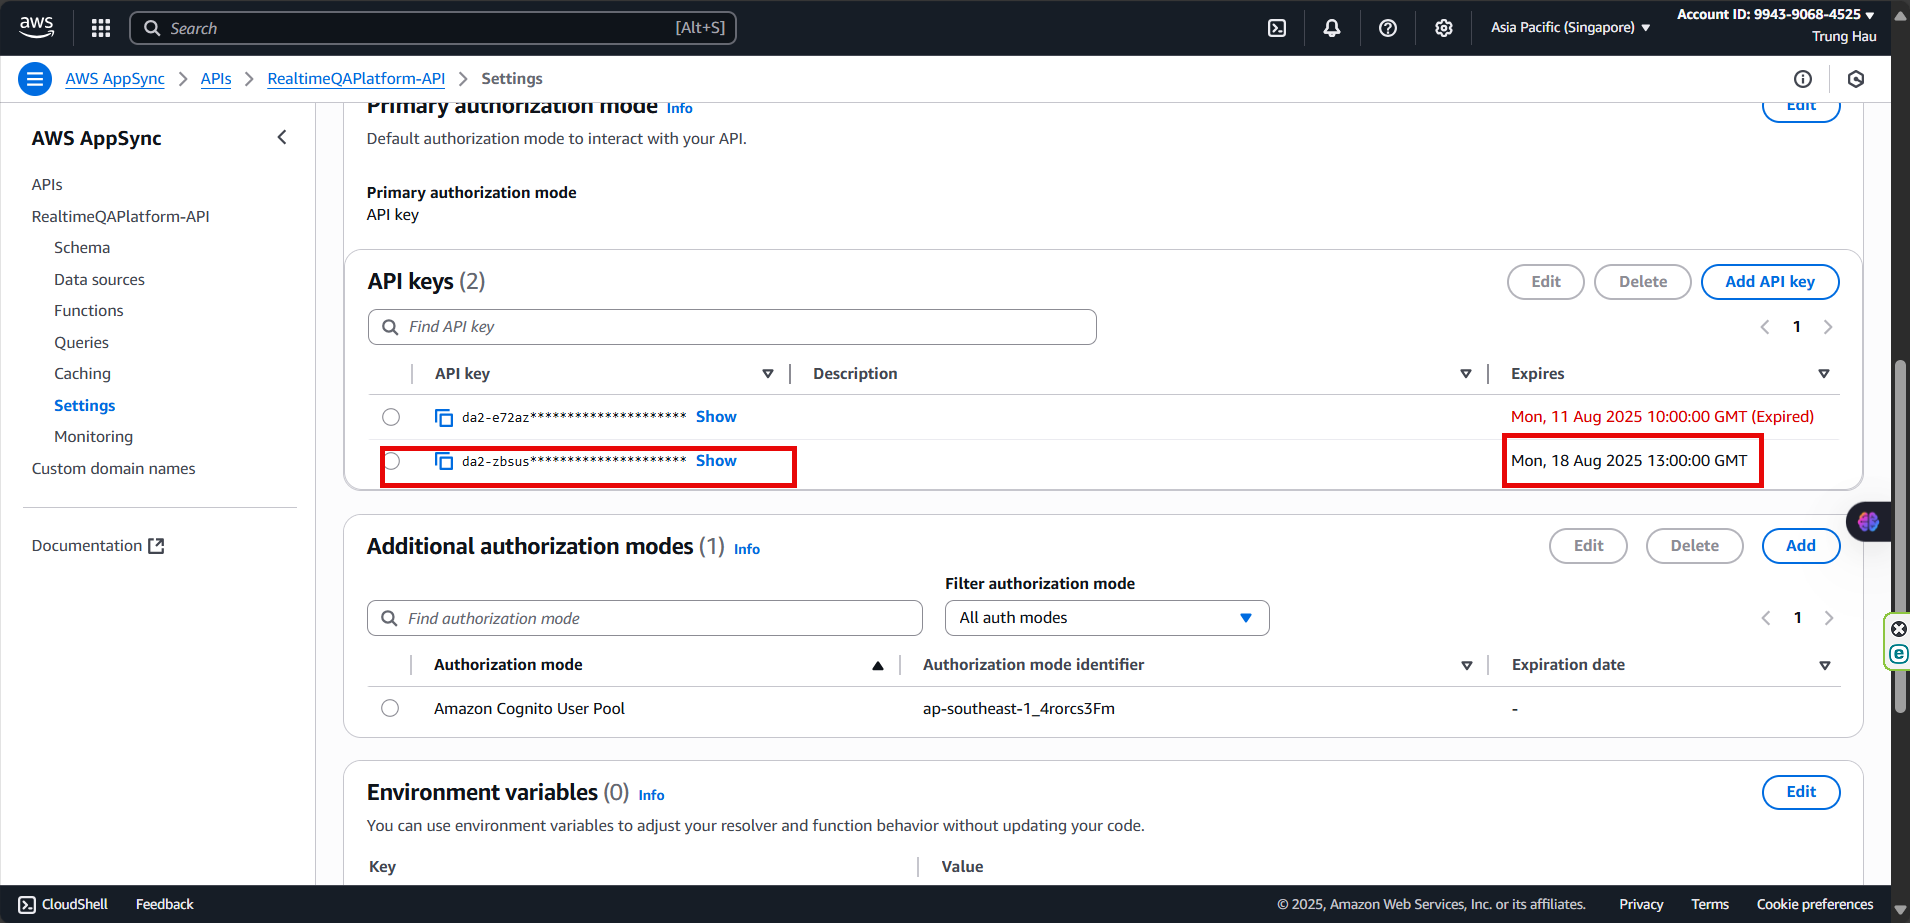 aws
Search [Alt+S]
Asia Pacific (Singapore)
Account ID: 9943-9068-4525
Trung Hau
AWS AppSync
APIs
RealtimeQAPlatform-API
Settings
AWS AppSync
APIs
RealtimeQAPlatform-API
Schema
Data sources
Functions
Queries
Caching
Settings
Monitoring
Custom domain names
Documentation
Primary authorization mode Info
Edit
Default authorization mode to interact with your API.
Primary authorization mode
API key
API keys (2)
Edit
Delete
Add API key
Find API key
1
API key
Description
Expires
da2-e72az********************* Show
Mon, 11 Aug 2025 10:00:00 GMT (Expired)
da2-zbsus********************* Show
Mon, 18 Aug 2025 13:00:00 GMT
Additional authorization modes (1) Info
Edit
Delete
Add
Filter authorization mode
Find authorization mode
All auth modes
1
Authorization mode
Authorization mode identifier
Expiration date
Amazon Cognito User Pool
ap-southeast-1_4rorcs3Fm
-
Environment variables (0) Info
Edit
You can use environment variables to adjust your resolver and function behavior without updating your code.
Key
Value
CloudShell
Feedback
© 2025, Amazon Web Services, Inc. or its affiliates.
Privacy
Terms
Cookie preferences